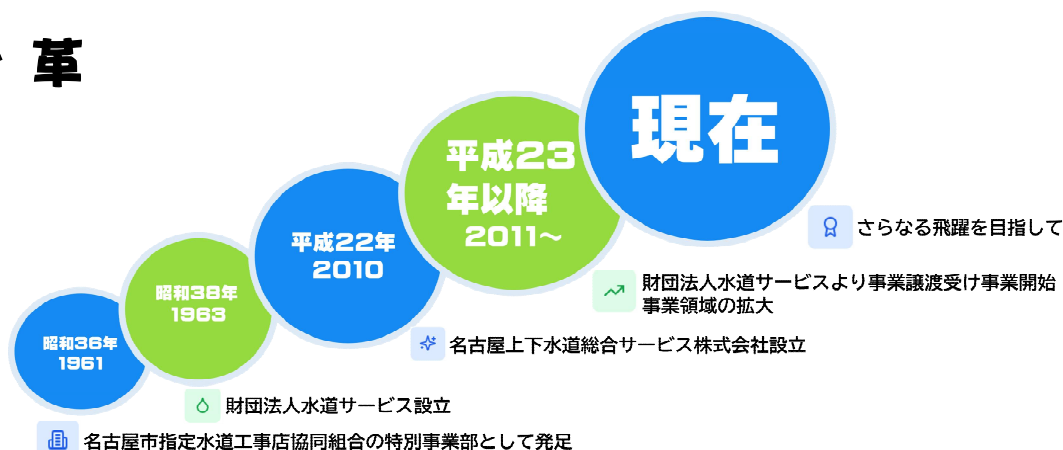 革
現在
平成23
年以降
2011～
平成22年
2010
昭和38年
1963
昭和36年
1961
さらなる飛躍を目指して
財団法人水道サービスより事業譲渡受け事業開始
事業領域の拡大
名古屋上下水道総合サービス株式会社設立
財団法人水道サービス設立
名古屋市指定水道工事店協同組合の特別事業部として発足